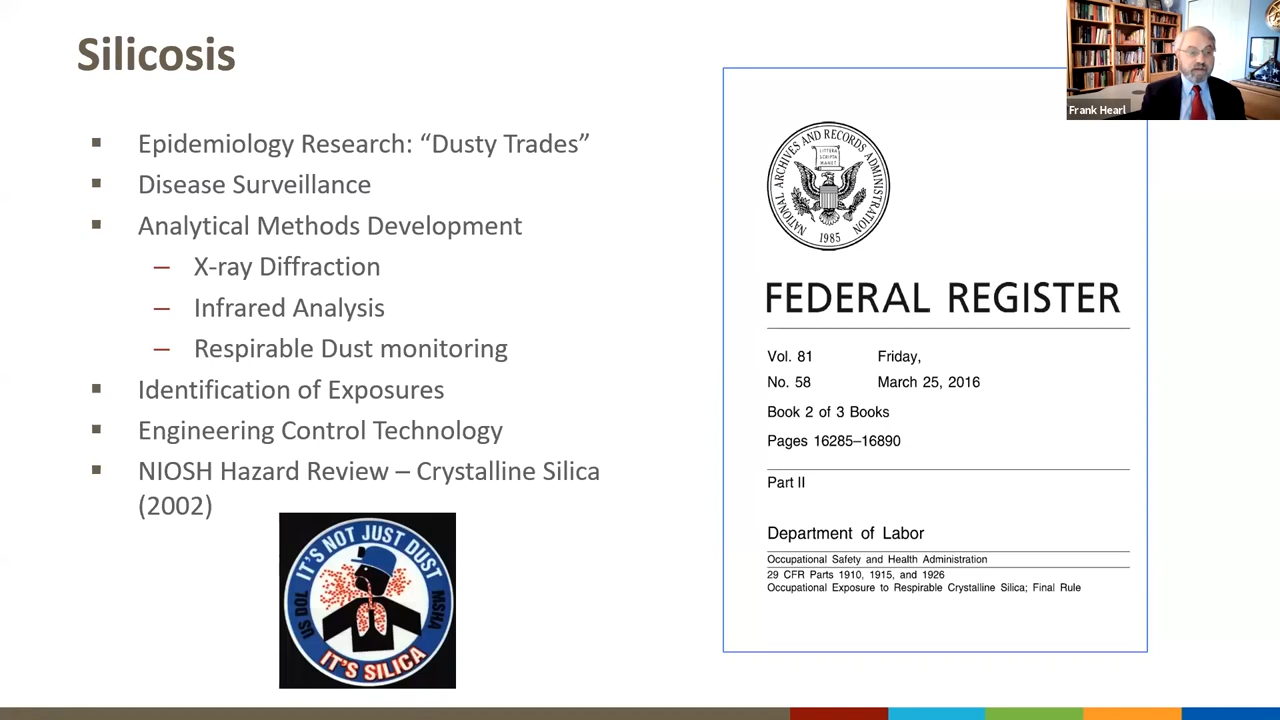 Silicosis
Frank Hearl
▪ Epidemiology Research: “Dusty Trades”
▪ Disease Surveillance
▪ Analytical Methods Development
– X-ray Diffraction
– Infrared Analysis
– Respirable Dust monitoring
▪ Identification of Exposures
▪ Engineering Control Technology
▪ NIOSH Hazard Review – Crystalline Silica
(2002)
IT'S NOT JUST DUST
US DOL
MSHA
IT'S SILICA
NATIONAL ARCHIVES AND RECORDS ADMINISTRATION
LITTERA
SCRIPTA
MANET
1985
FEDERAL REGISTER
Vol. 81 Friday,
No. 58 March 25, 2016
Book 2 of 3 Books
Pages 16285–16890
Part II
Department of Labor
Occupational Safety and Health Administration
29 CFR Parts 1910, 1915, and 1926
Occupational Exposure to Respirable Crystalline Silica; Final Rule